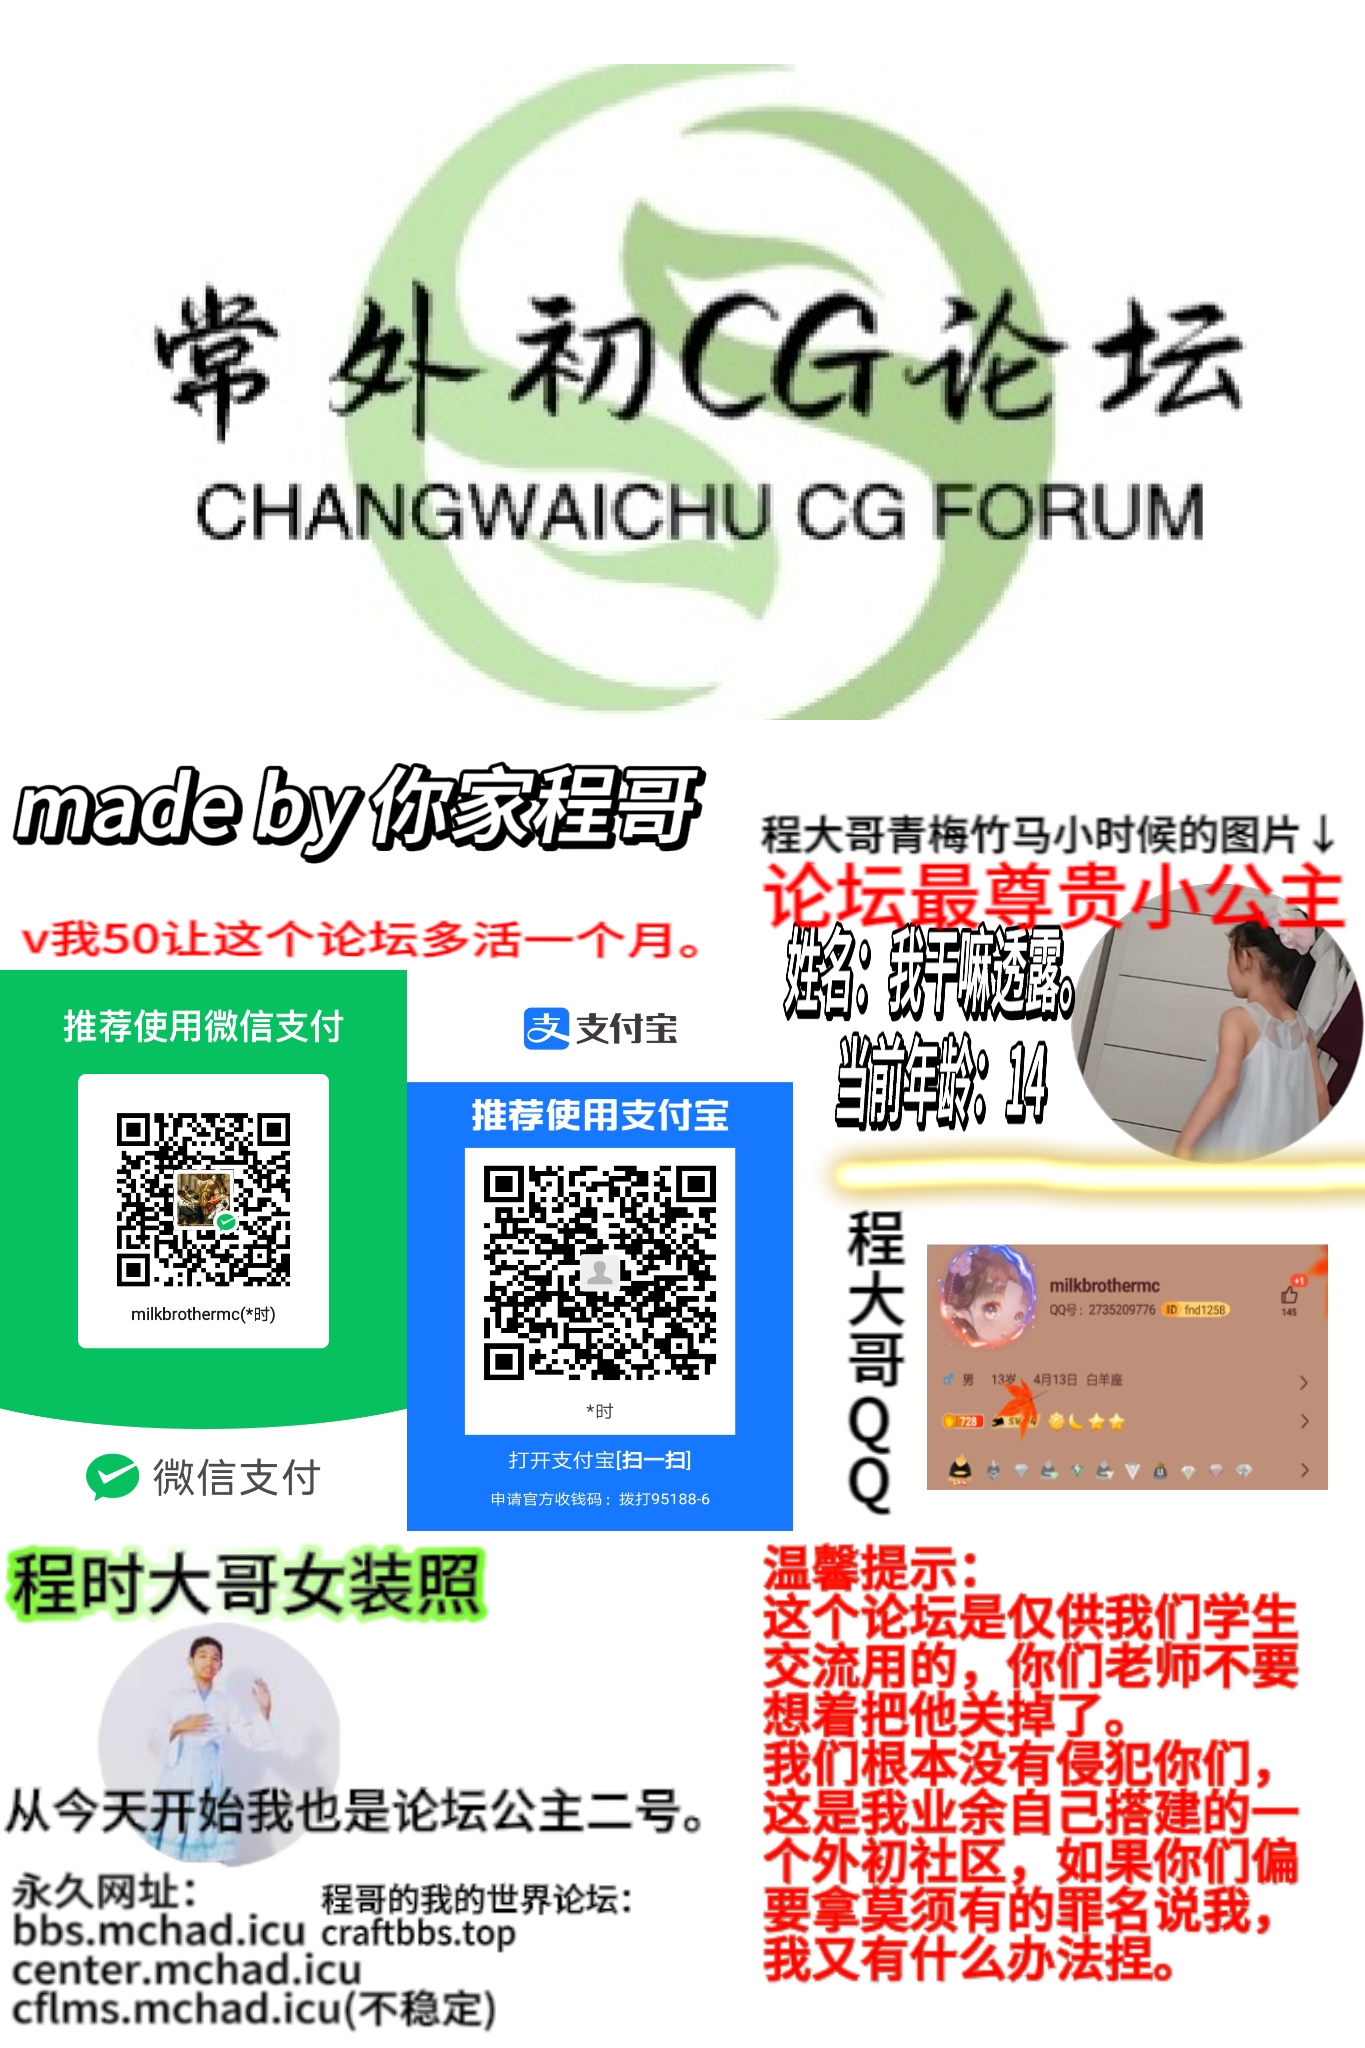 常外初CG论坛
CHANGWAICHU CG FORUM
made by 你家程哥
v我50让这个论坛多活一个月。
推荐使用微信支付
milkbrothermc(*时)
微信支付
支付宝
推荐使用支付宝
*时
打开支付宝[扫一扫]
申请官方收钱码：拨打95188-6
程大哥青梅竹马小时候的图片↓
论坛最尊贵小公主
姓名：我干嘛透露。
当前年龄：14
程大哥QQ
milkbrothermc
QQ号：2735209776 ID fnd1258
+1
145
男 13岁 4月13日 白羊座
728
程时大哥女装照
从今天开始我也是论坛公主二号。
永久网址：
bbs.mchad.icu
center.mchad.icu
cflms.mchad.icu(不稳定)
程哥的我的世界论坛：
craftbbs.top
温馨提示：
这个论坛是仅供我们学生
交流用的，你们老师不要
想着把他关掉了。
我们根本没有侵犯你们，
这是我业余自己搭建的一
个外初社区，如果你们偏
要拿莫须有的罪名说我，
我又有什么办法捏。